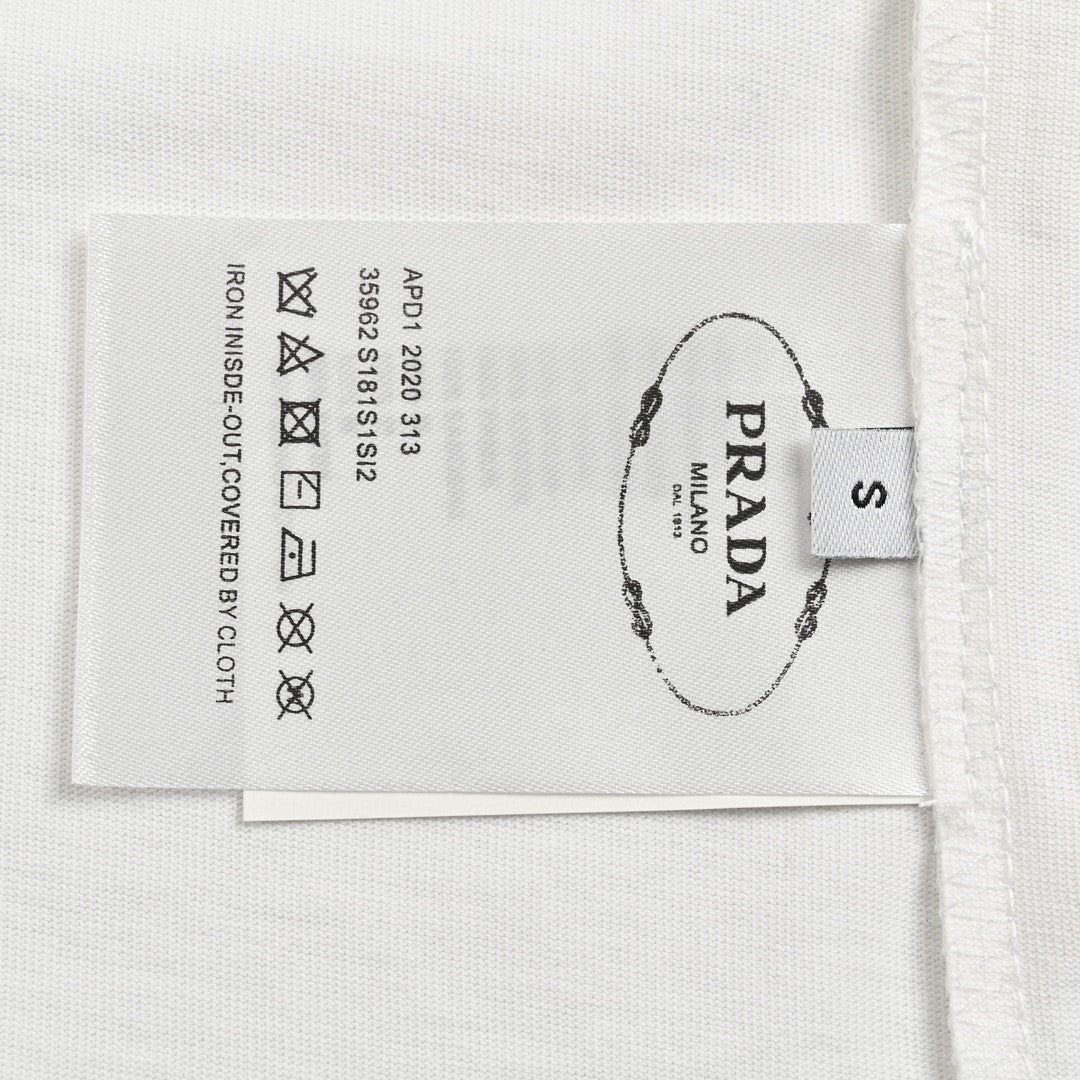 PRADA
MILANO
DAL 1913
S
APD1 2020 313
35962 S181S1SI2
IRON INISDE-OUT,COVERED BY CLOTH